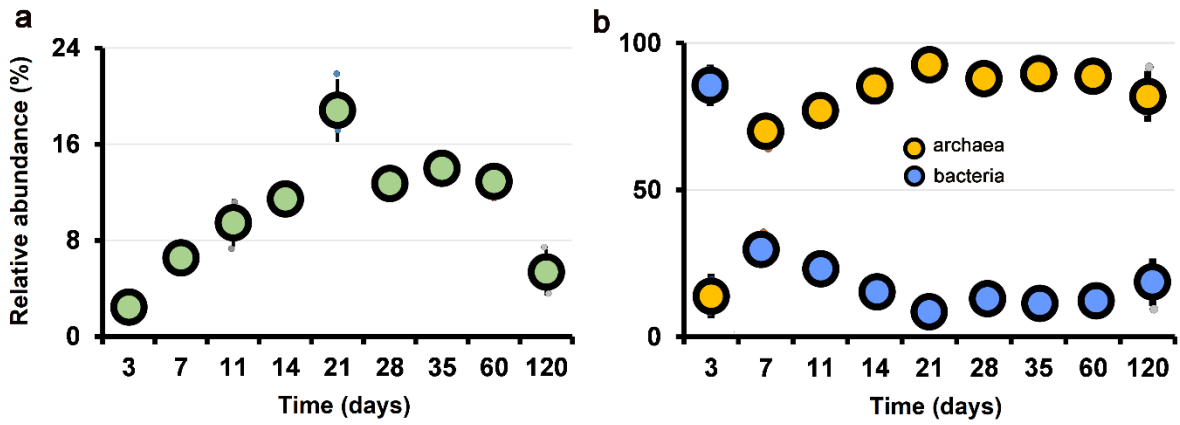 a
Relative abundance (%)
24
16
8
0
3 7 11 14 21 28 35 60 120
Time (days)
b
100
50
0
archaea
bacteria
3 7 11 14 21 28 35 60 120
Time (days)